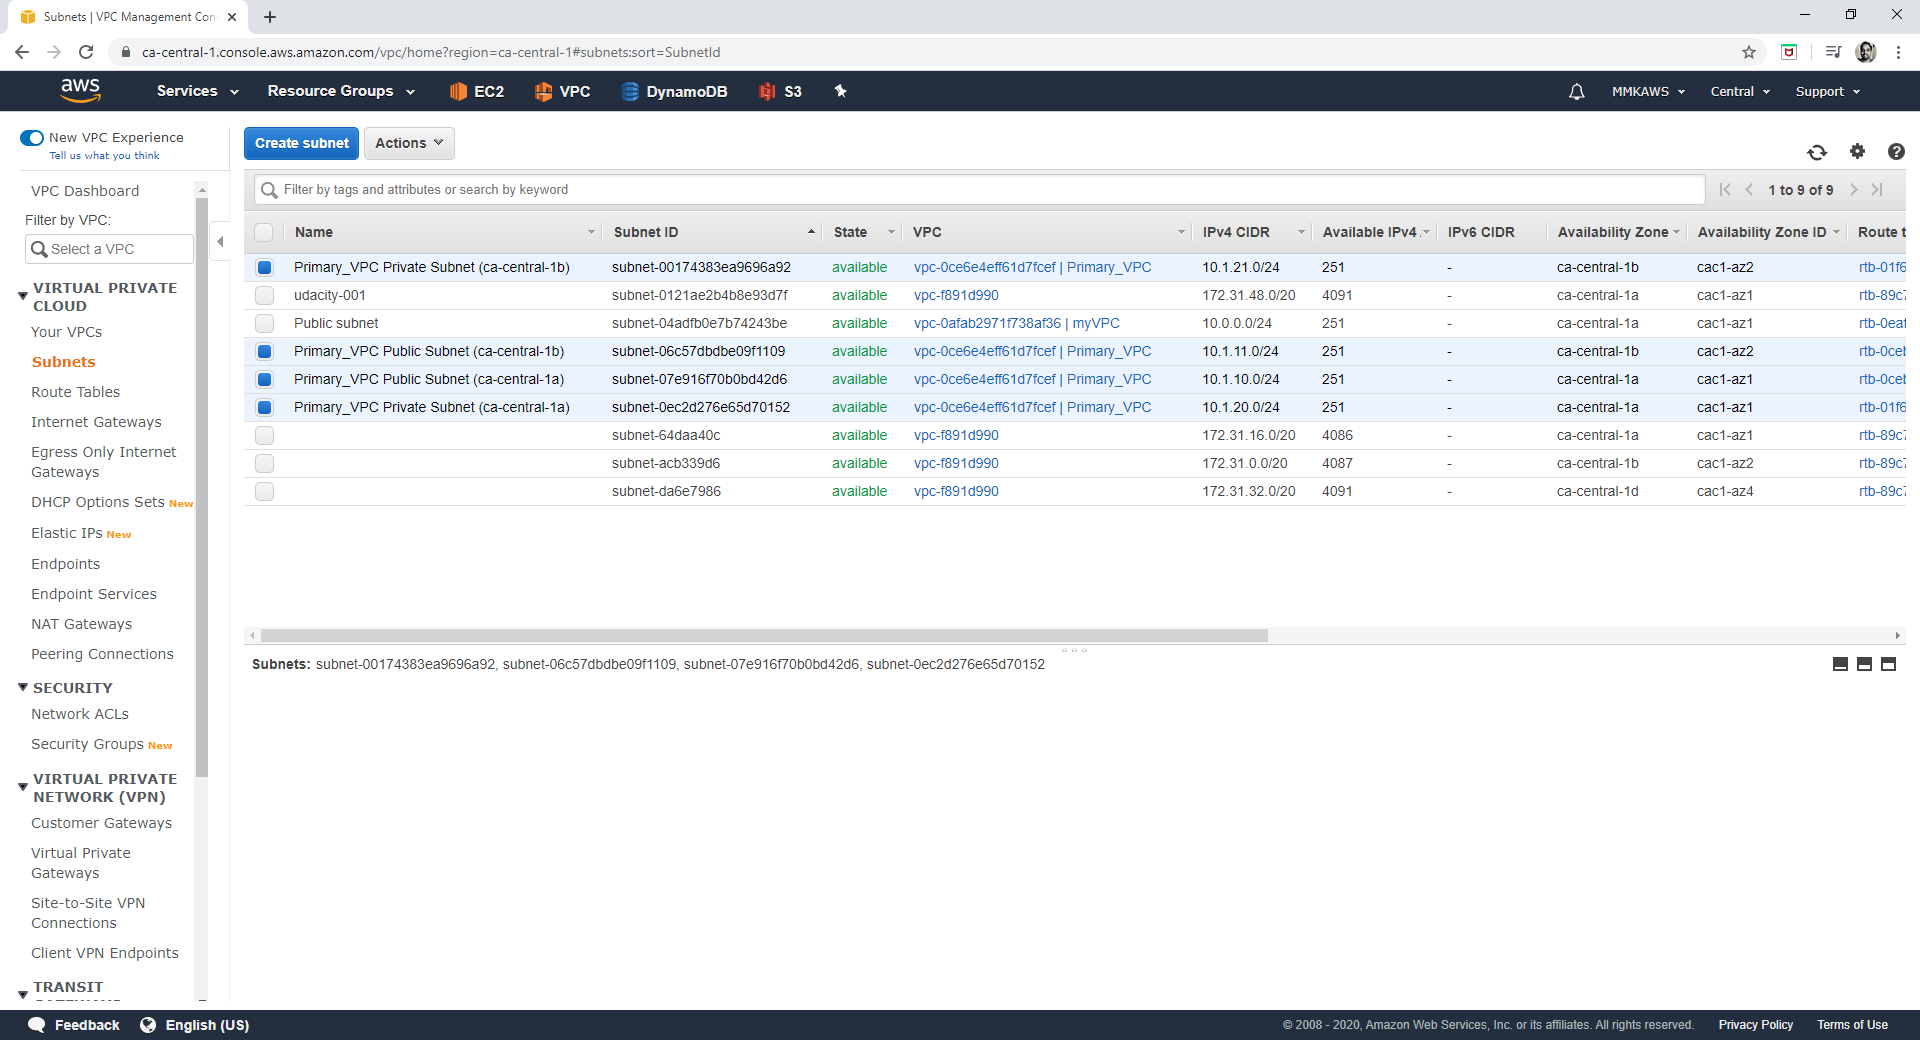 Subnets | VPC Management Con
ca-central-1.console.aws.amazon.com/vpc/home?region=ca-central-1#subnets:sort=SubnetId
aws Services Resource Groups EC2 VPC DynamoDB S3 MMKAWS Central Support
New VPC Experience
Tell us what you think
VPC Dashboard
Filter by VPC:
Select a VPC
VIRTUAL PRIVATE
CLOUD
Your VPCs
Subnets
Route Tables
Internet Gateways
Egress Only Internet
Gateways
DHCP Options Sets New
Elastic IPs New
Endpoints
Endpoint Services
NAT Gateways
Peering Connections
SECURITY
Network ACLs
Security Groups New
VIRTUAL PRIVATE
NETWORK (VPN)
Customer Gateways
Virtual Private
Gateways
Site-to-Site VPN
Connections
Client VPN Endpoints
TRANSIT
Create subnet Actions
Filter by tags and attributes or search by keyword
1 to 9 of 9
Name Subnet ID State VPC IPv4 CIDR Available IPv4 IPv6 CIDR Availability Zone Availability Zone ID Route t
Primary_VPC Private Subnet (ca-central-1b) subnet-00174383ea9696a92 available vpc-0ce6e4eff61d7fcef | Primary_VPC 10.1.21.0/24 251 - ca-central-1b cac1-az2 rtb-01f6
udacity-001 subnet-0121ae2b4b8e93d7f available vpc-f891d990 172.31.48.0/20 4091 - ca-central-1a cac1-az1 rtb-89c7
Public subnet subnet-04adfb0e7b74243be available vpc-0afab2971f738af36 | myVPC 10.0.0.0/24 251 - ca-central-1a cac1-az1 rtb-0eaf
Primary_VPC Public Subnet (ca-central-1b) subnet-06c57dbdbe09f1109 available vpc-0ce6e4eff61d7fcef | Primary_VPC 10.1.11.0/24 251 - ca-central-1b cac1-az2 rtb-0ceb
Primary_VPC Public Subnet (ca-central-1a) subnet-07e916f70b0bd42d6 available vpc-0ce6e4eff61d7fcef | Primary_VPC 10.1.10.0/24 251 - ca-central-1a cac1-az1 rtb-0ceb
Primary_VPC Private Subnet (ca-central-1a) subnet-0ec2d276e65d70152 available vpc-0ce6e4eff61d7fcef | Primary_VPC 10.1.20.0/24 251 - ca-central-1a cac1-az1 rtb-01f6
subnet-64daa40c available vpc-f891d990 172.31.16.0/20 4086 - ca-central-1a cac1-az1 rtb-89c7
subnet-acb339d6 available vpc-f891d990 172.31.0.0/20 4087 - ca-central-1b cac1-az2 rtb-89c7
subnet-da6e7986 available vpc-f891d990 172.31.32.0/20 4091 - ca-central-1d cac1-az4 rtb-89c7
Subnets: subnet-00174383ea9696a92, subnet-06c57dbdbe09f1109, subnet-07e916f70b0bd42d6, subnet-0ec2d276e65d70152
Feedback English (US) © 2008 - 2020, Amazon Web Services, Inc. or its affiliates. All rights reserved. Privacy Policy Terms of Use